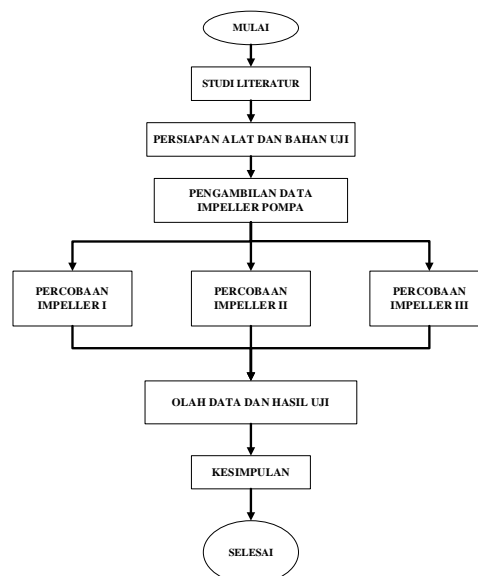 MULAI
STUDI LITERATUR
PERSIAPAN ALAT DAN BAHAN UJI
PENGAMBILAN DATA
IMPELLER POMPA
PERCOBAAN
IMPELLER I
PERCOBAAN
IMPELLER II
PERCOBAAN
IMPELLER III
OLAH DATA DAN HASIL UJI
KESIMPULAN
SELESAI